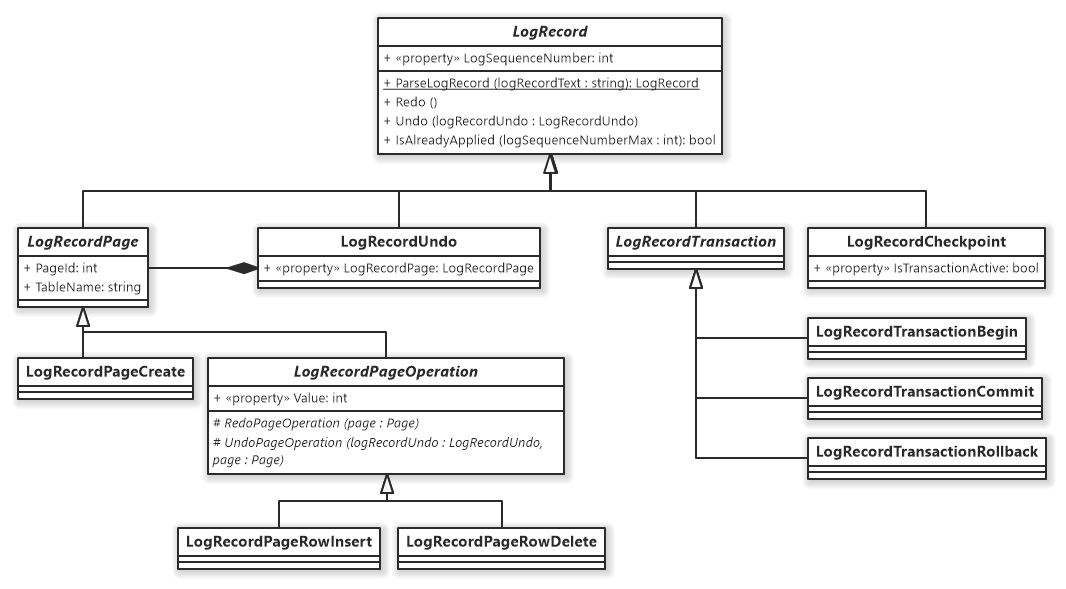 LogRecord
+ «property» LogSequenceNumber: int
+ ParseLogRecord (logRecordText : string): LogRecord
+ Redo ()
+ Undo (logRecordUndo : LogRecordUndo)
+ IsAlreadyApplied (logSequenceNumberMax : int): bool
LogRecordPage
+ PageId: int
+ TableName: string
LogRecordUndo
+ «property» LogRecordPage: LogRecordPage
LogRecordTransaction
LogRecordCheckpoint
+ «property» IsTransactionActive: bool
LogRecordTransactionBegin
LogRecordTransactionCommit
LogRecordTransactionRollback
LogRecordPageCreate
LogRecordPageOperation
+ «property» Value: int
# RedoPageOperation (page : Page)
# UndoPageOperation (logRecordUndo : LogRecordUndo,
page : Page)
LogRecordPageRowInsert
LogRecordPageRowDelete